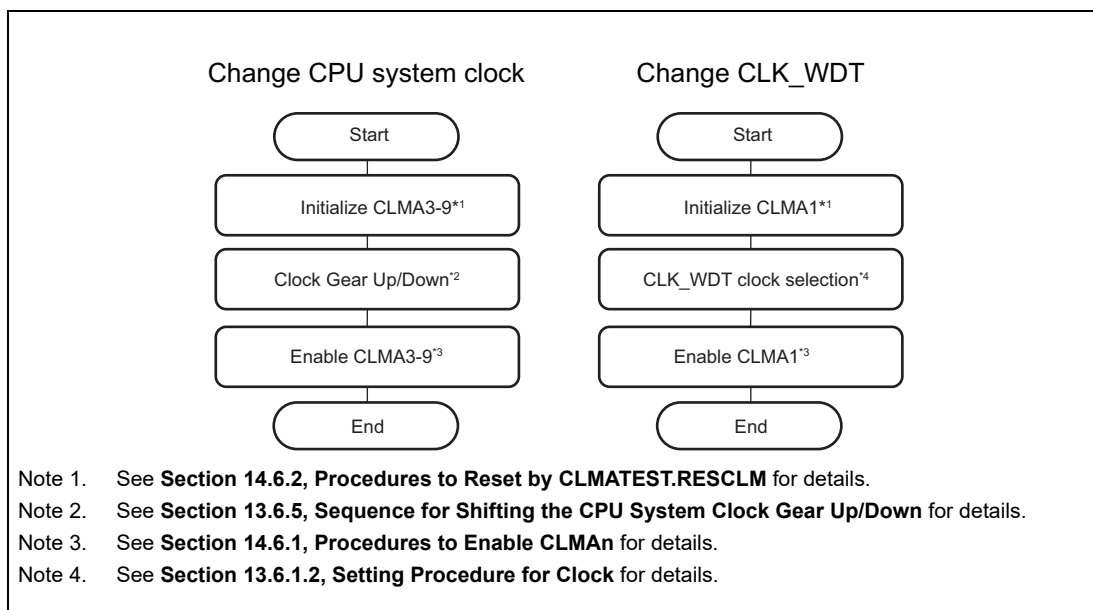 Change CPU system clock
Start
Initialize CLMA3-9*1
Clock Gear Up/Down*2
Enable CLMA3-9*3
End
Change CLK_WDT
Start
Initialize CLMA1*1
CLK_WDT clock selection*4
Enable CLMA1*3
End
Note 1. See Section 14.6.2, Procedures to Reset by CLMATEST.RESCLM for details.
Note 2. See Section 13.6.5, Sequence for Shifting the CPU System Clock Gear Up/Down for details.
Note 3. See Section 14.6.1, Procedures to Enable CLMAn for details.
Note 4. See Section 13.6.1.2, Setting Procedure for Clock for details.